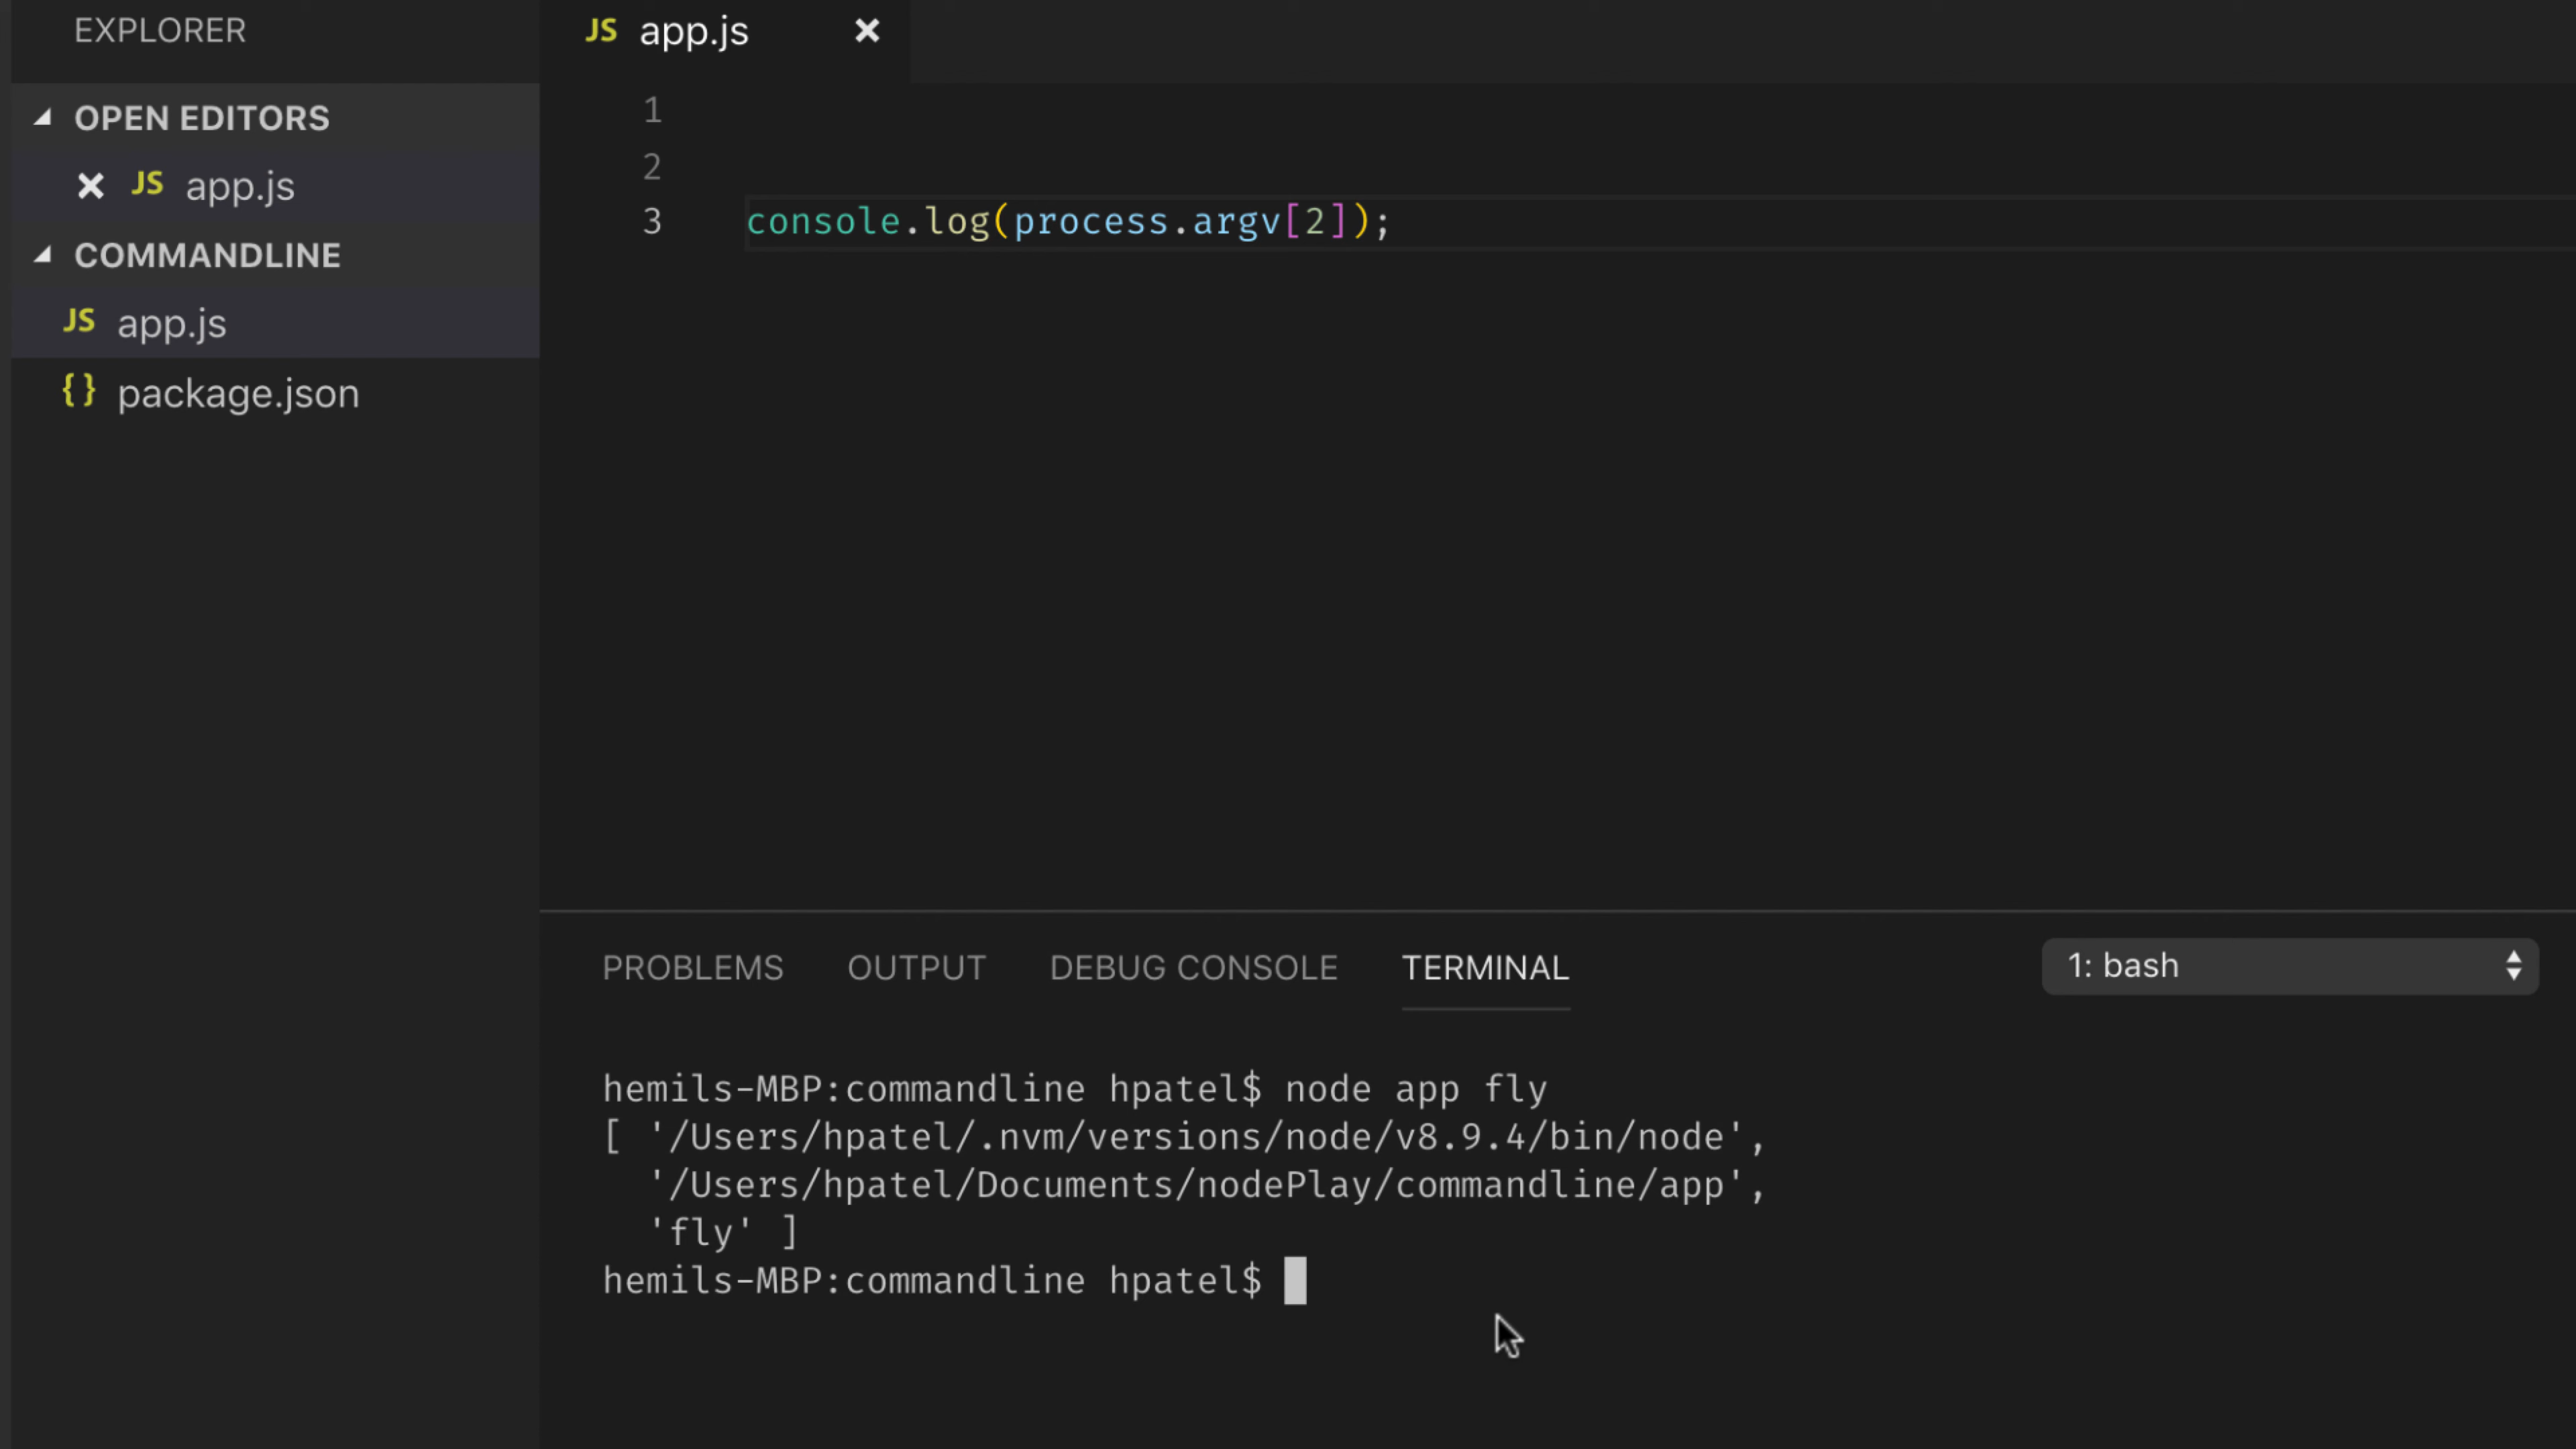 EXPLORER
OPEN EDITORS
JS app.js
COMMANDLINE
JS app.js
{ } package.json
JS app.js
1
2
3 console.log(process.argv[2]);
PROBLEMS OUTPUT DEBUG CONSOLE TERMINAL 1: bash
hemils-MBP:commandline hpatel$ node app fly
[ '/Users/hpatel/.nvm/versions/node/v8.9.4/bin/node',
'/Users/hpatel/Documents/nodePlay/commandline/app',
'fly' ]
hemils-MBP:commandline hpatel$